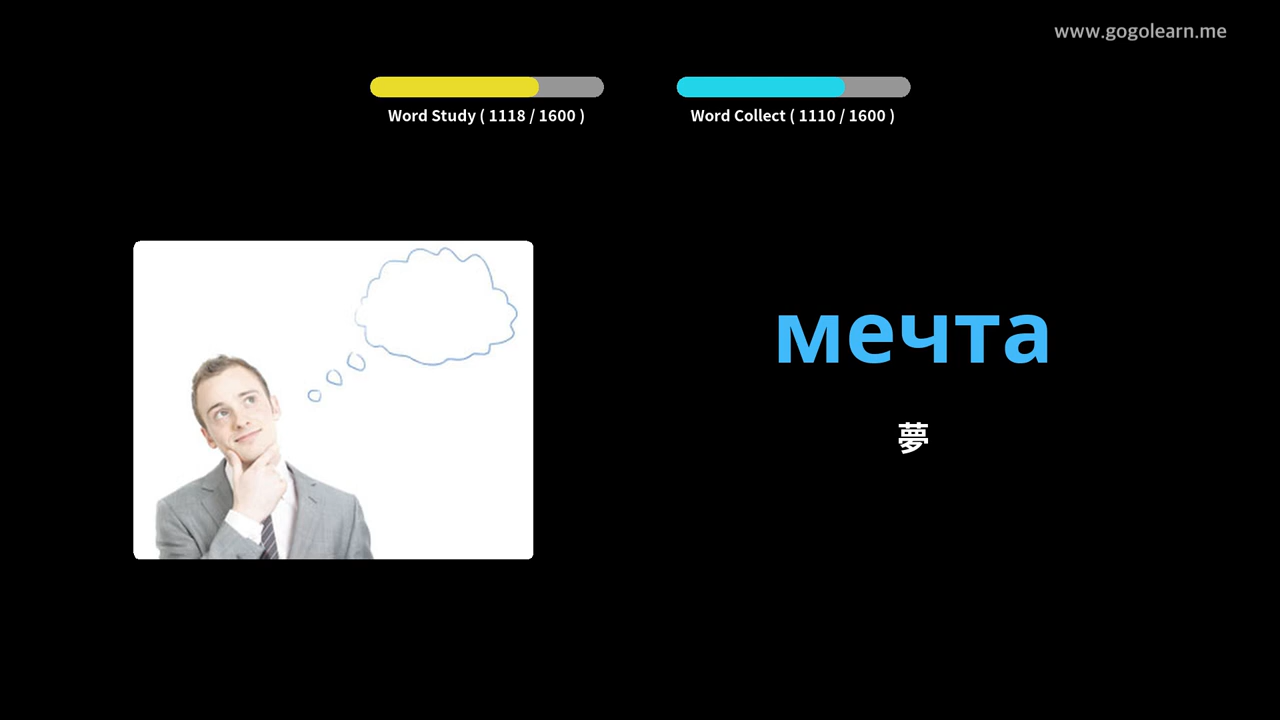 www.gogolearn.me
Word Study ( 1118 / 1600 )
Word Collect ( 1110 / 1600 )
мечта
夢